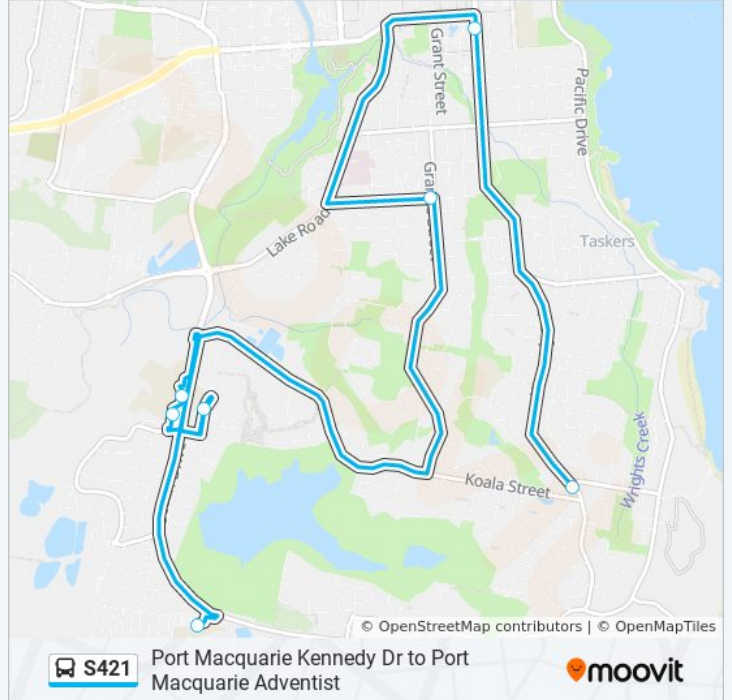 Grant Street
Pacific Drive
Lake Road
Taskers
Wrights Creek
Koala Street
© OpenStreetMap contributors | © OpenMapTiles
S421
Port Macquarie Kennedy Dr to Port
Macquarie Adventist
moovit